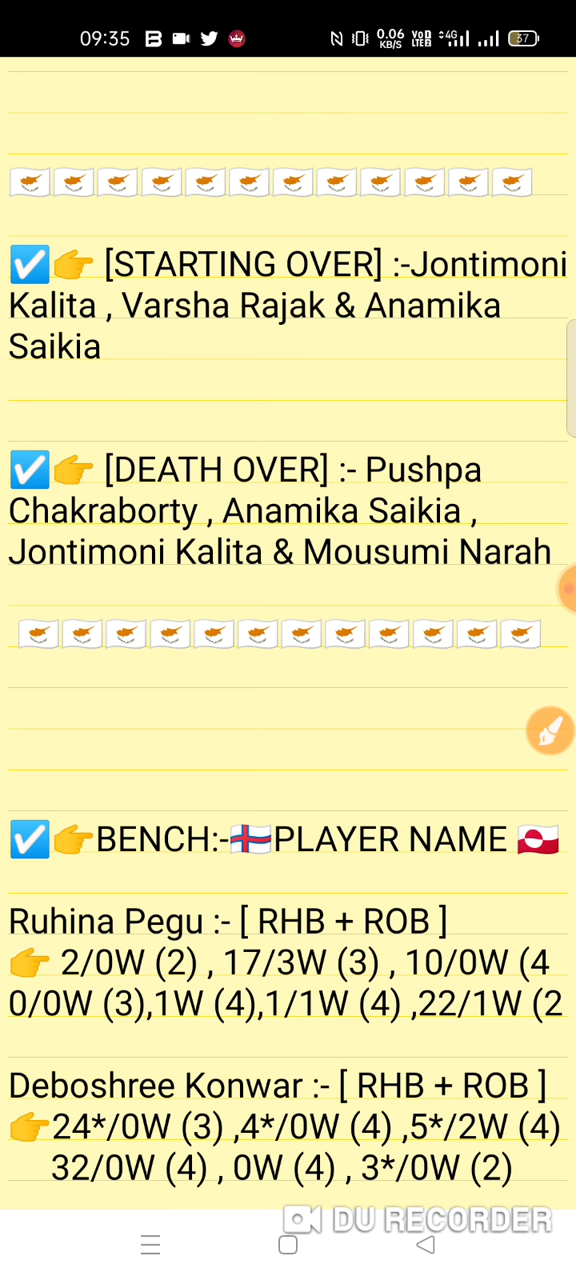 09:35 0.06 KB/S VoD LTE2 4G 37
✅👉 [STARTING OVER] :-Jontimoni
Kalita , Varsha Rajak & Anamika
Saikia
✅👉 [DEATH OVER] :- Pushpa
Chakraborty , Anamika Saikia ,
Jontimoni Kalita & Mousumi Narah
✅👉BENCH:-🇫🇴PLAYER NAME 🇬🇱
Ruhina Pegu :- [ RHB + ROB ]
👉 2/0W (2) , 17/3W (3) , 10/0W (4
0/0W (3),1W (4),1/1W (4) ,22/1W (2
Deboshree Konwar :- [ RHB + ROB ]
👉24*/0W (3) ,4*/0W (4) ,5*/2W (4)
32/0W (4) , 0W (4) , 3*/0W (2)
DU RECORDER